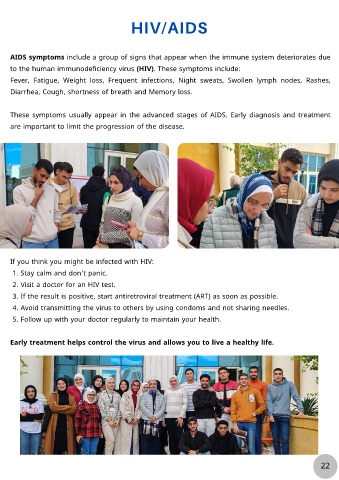 HIV/AIDS
AIDS symptoms include a group of signs that appear when the immune system deteriorates due
to the human immunodeficiency virus (HIV). These symptoms include:
Fever, Fatigue, Weight loss, Frequent infections, Night sweats, Swollen lymph nodes, Rashes,
Diarrhea, Cough, shortness of breath and Memory loss.
These symptoms usually appear in the advanced stages of AIDS. Early diagnosis and treatment
are important to limit the progression of the disease.
If you think you might be infected with HIV:
1. Stay calm and don't panic.
2. Visit a doctor for an HIV test.
3. If the result is positive, start antiretroviral treatment (ART) as soon as possible.
4. Avoid transmitting the virus to others by using condoms and not sharing needles.
5. Follow up with your doctor regularly to maintain your health.
Early treatment helps control the virus and allows you to live a healthy life.
22